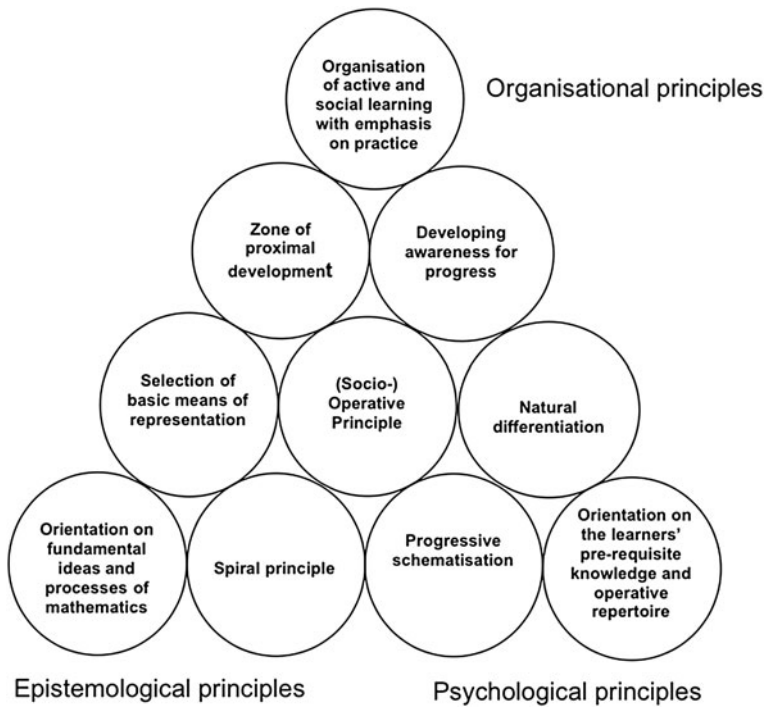 Organisation
of active and
social learning
with emphasis
on practice
Organisational principles
Zone of
proximal
development
Developing
awareness for
progress
Selection of
basic means of
representation
(Socio-)
Operative
Principle
Natural
differentiation
Orientation on
fundamental
ideas and
processes of
mathematics
Spiral principle
Progressive
schematisation
Orientation on
the learners’
pre-requisite
knowledge and
operative
repertoire
Epistemological principles
Psychological principles